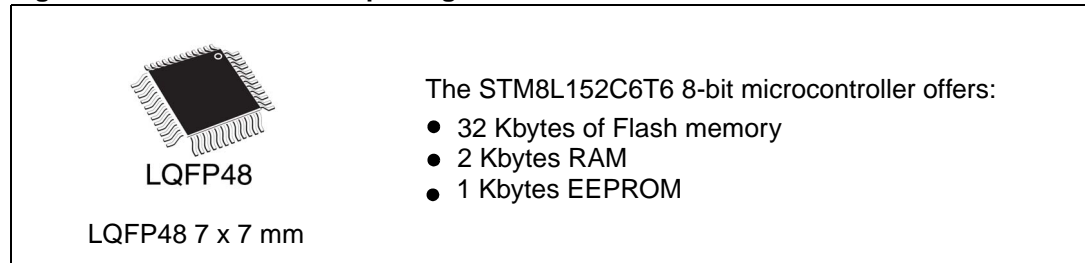 LQFP48
LQFP48 7 x 7 mm
The STM8L152C6T6 8-bit microcontroller offers:
● 32 Kbytes of Flash memory
● 2 Kbytes RAM
● 1 Kbytes EEPROM